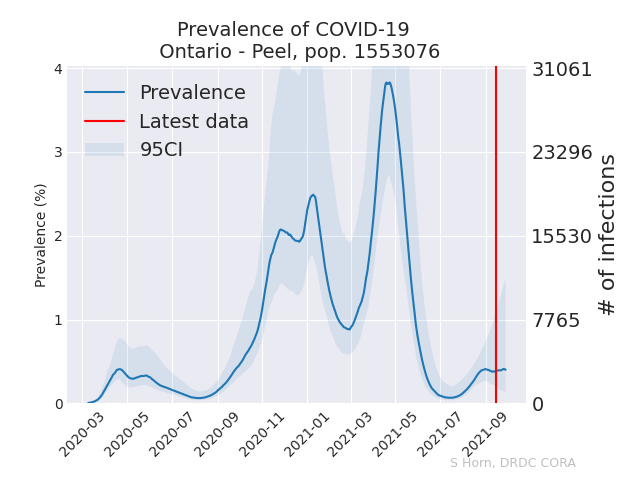 Prevalence of COVID-19
Ontario - Peel, pop. 1553076
Prevalence
Latest data
95CI
Prevalence (%)
4
3
2
1
0
31061
23296
15530
7765
0
# of infections
2020-03
2020-05
2020-07
2020-09
2020-11
2021-01
2021-03
2021-05
2021-07
2021-09
S Horn, DRDC CORA